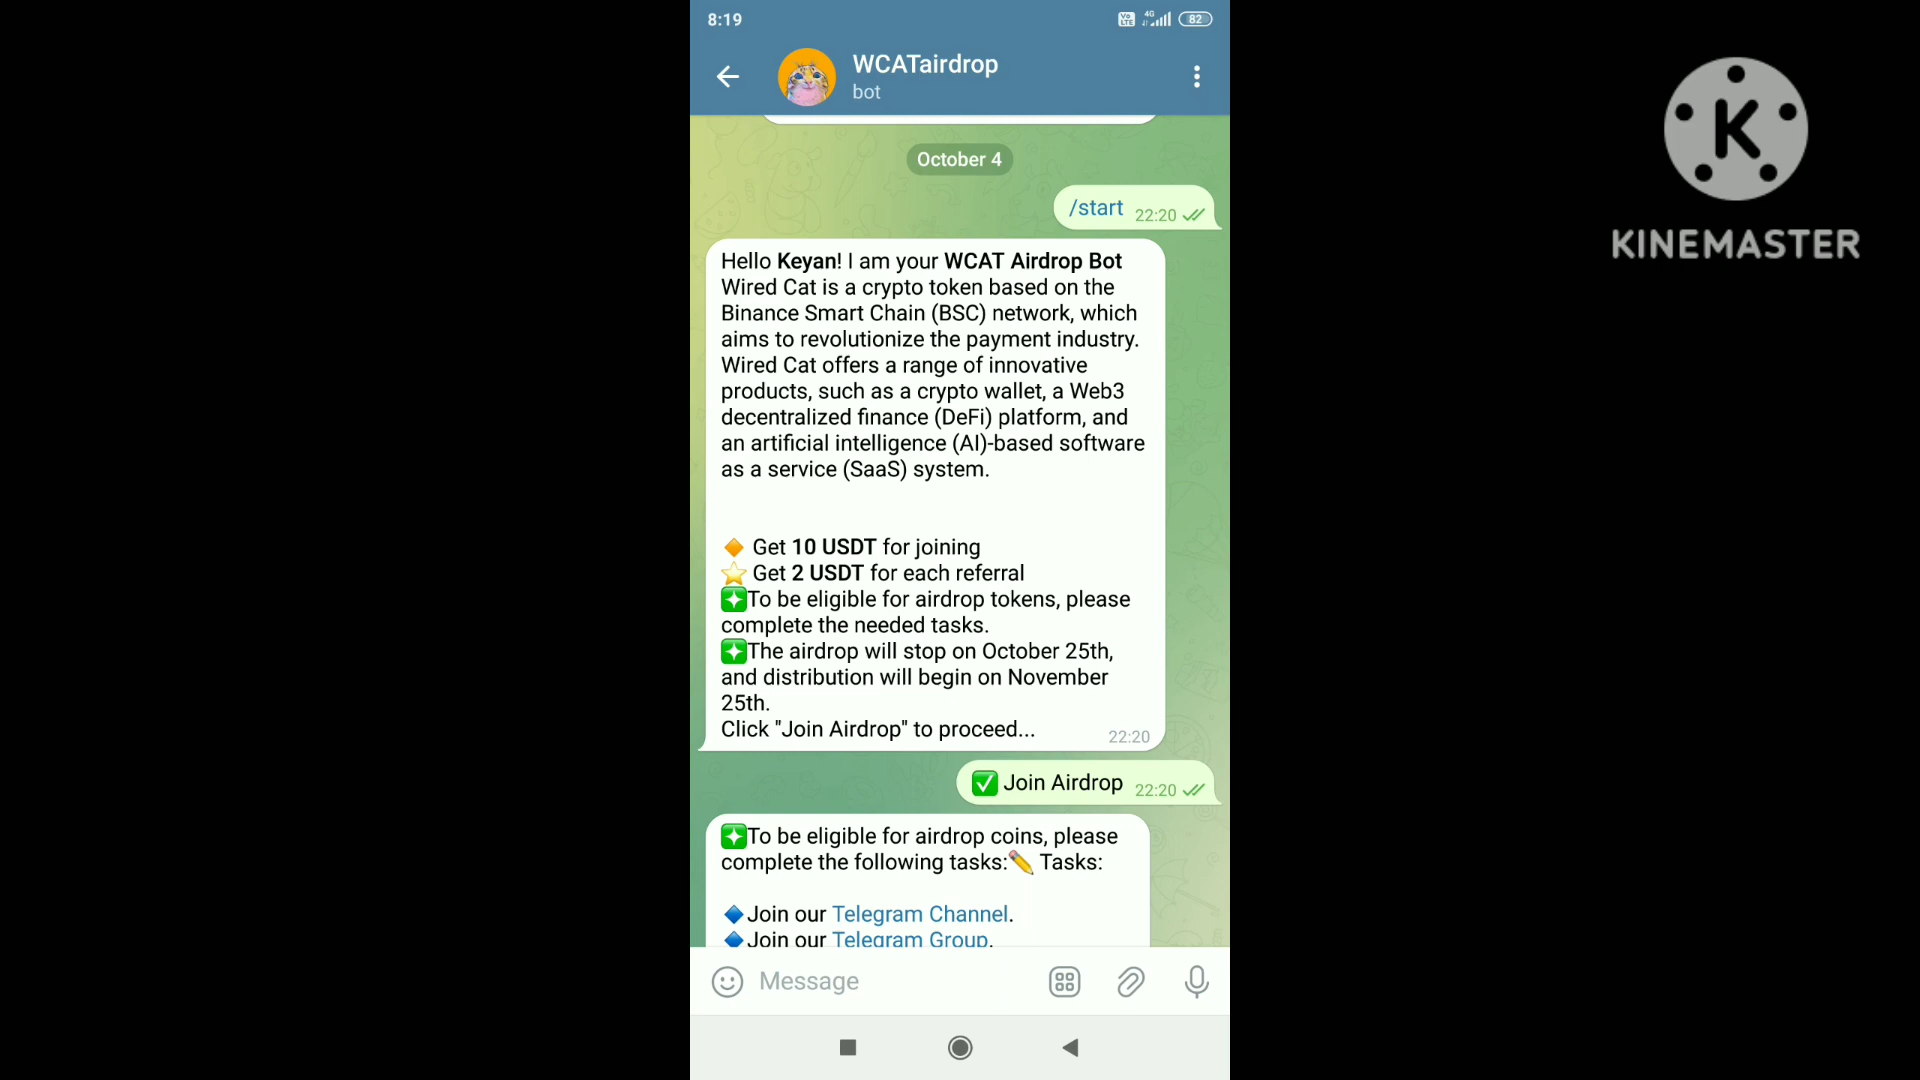 8:19
Vo LTE
4G
82
WCATairdrop
bot
KINEMASTER
October 4
/start 22:20
Hello Keyan! I am your WCAT Airdrop Bot
Wired Cat is a crypto token based on the
Binance Smart Chain (BSC) network, which
aims to revolutionize the payment industry.
Wired Cat offers a range of innovative
products, such as a crypto wallet, a Web3
decentralized finance (DeFi) platform, and
an artificial intelligence (AI)-based software
as a service (SaaS) system.
🔸 Get 10 USDT for joining
⭐ Get 2 USDT for each referral
❇️To be eligible for airdrop tokens, please
complete the needed tasks.
❇️The airdrop will stop on October 25th,
and distribution will begin on November
25th.
Click "Join Airdrop" to proceed...
22:20
✅ Join Airdrop 22:20
❇️To be eligible for airdrop coins, please
complete the following tasks:✏️ Tasks:
🔹Join our Telegram Channel.
🔹Join our Telegram Group.
Message